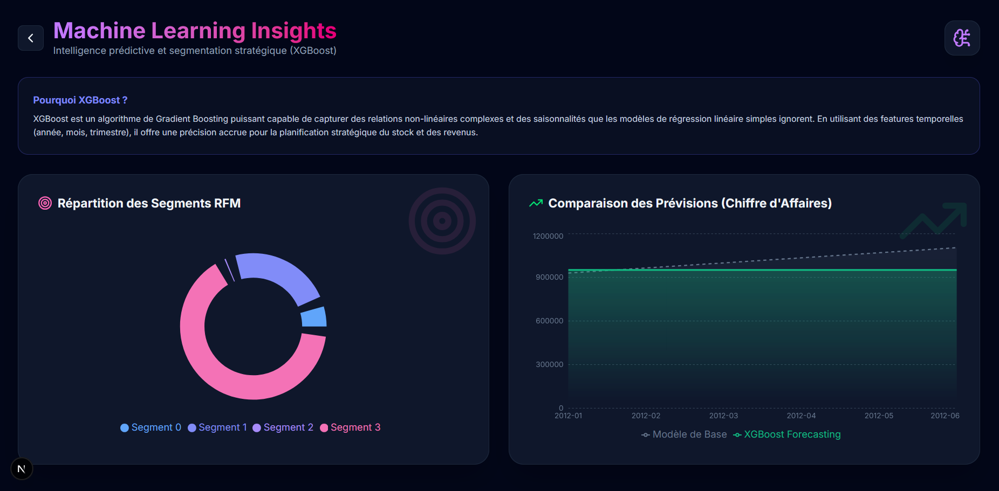 Machine Learning Insights
Intelligence prédictive et segmentation stratégique (XGBoost)
Pourquoi XGBoost ?
XGBoost est un algorithme de Gradient Boosting puissant capable de capturer des relations non-linéaires complexes et des saisonnalités que les modèles de régression linéaire simples ignorent. En utilisant des features temporelles
(année, mois, trimestre), il offre une précision accrue pour la planification stratégique du stock et des revenus.
Répartition des Segments RFM
Segment 0 Segment 1 Segment 2 Segment 3
Comparaison des Prévisions (Chiffre d'Affaires)
1200000
900000
600000
300000
0
2012-01 2012-02 2012-03 2012-04 2012-05 2012-06
Modèle de Base XGBoost Forecasting
N